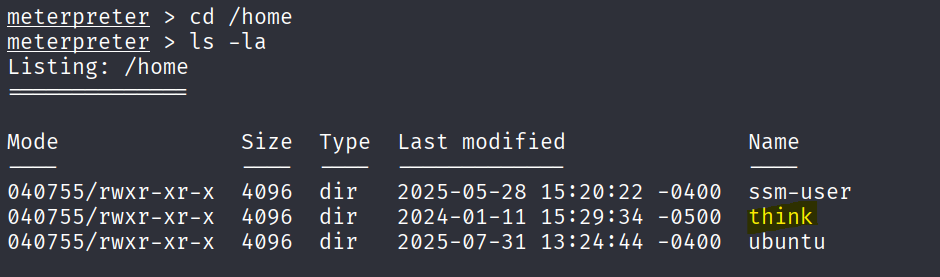 meterpreter > cd /home
meterpreter > ls -la
Listing: /home
==============
Mode Size Type Last modified Name
---- ---- ---- ------------- ----
040755/rwxr-xr-x 4096 dir 2025-05-28 15:20:22 -0400 ssm-user
040755/rwxr-xr-x 4096 dir 2024-01-11 15:29:34 -0500 think
040755/rwxr-xr-x 4096 dir 2025-07-31 13:24:44 -0400 ubuntu